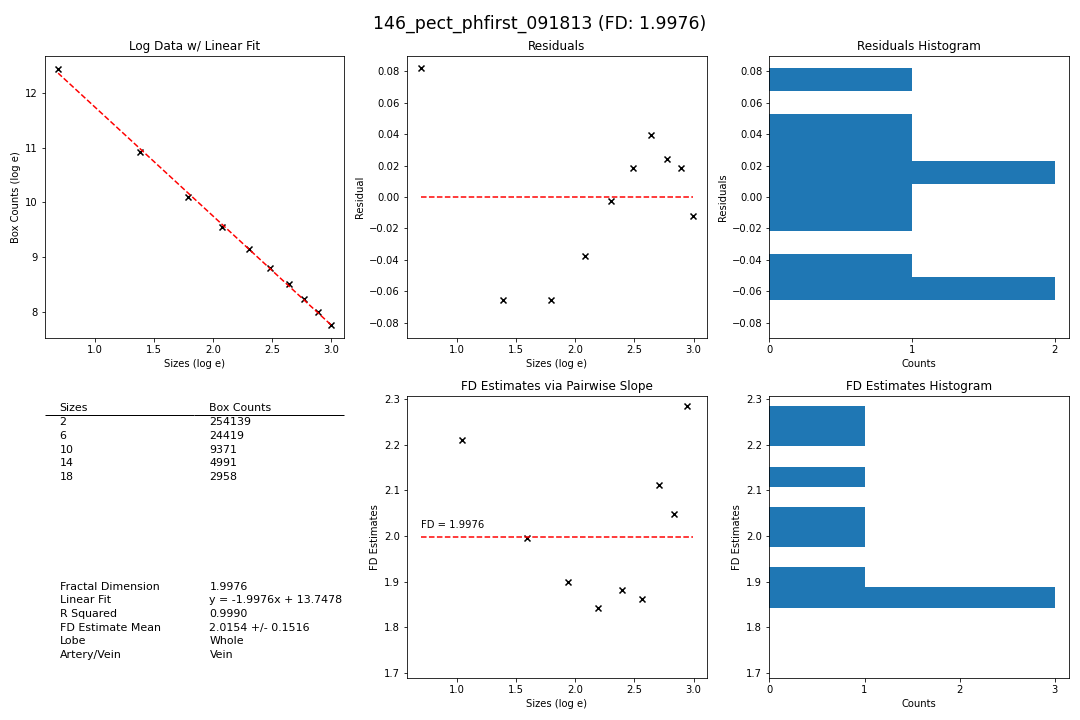 146_pect_phfirst_091813 (FD: 1.9976)
Log Data w/ Linear Fit
12
11
10
9
8
Box Counts (log e)
1.0 1.5 2.0 2.5 3.0
Sizes (log e)
Residuals
0.08
0.06
0.04
0.02
0.00
−0.02
−0.04
−0.06
−0.08
Residual
1.0 1.5 2.0 2.5 3.0
Sizes (log e)
Residuals Histogram
0.08
0.06
0.04
0.02
0.00
−0.02
−0.04
−0.06
−0.08
Residuals
0 1 2
Counts
Sizes Box Counts
2 254139
6 24419
10 9371
14 4991
18 2958
Fractal Dimension 1.9976
Linear Fit y = -1.9976x + 13.7478
R Squared 0.9990
FD Estimate Mean 2.0154 +/- 0.1516
Lobe Whole
Artery/Vein Vein
FD Estimates via Pairwise Slope
2.3
2.2
2.1
2.0
1.9
1.8
1.7
FD Estimates
FD = 1.9976
1.0 1.5 2.0 2.5 3.0
Sizes (log e)
FD Estimates Histogram
2.3
2.2
2.1
2.0
1.9
1.8
1.7
FD Estimates
0 1 2 3
Counts